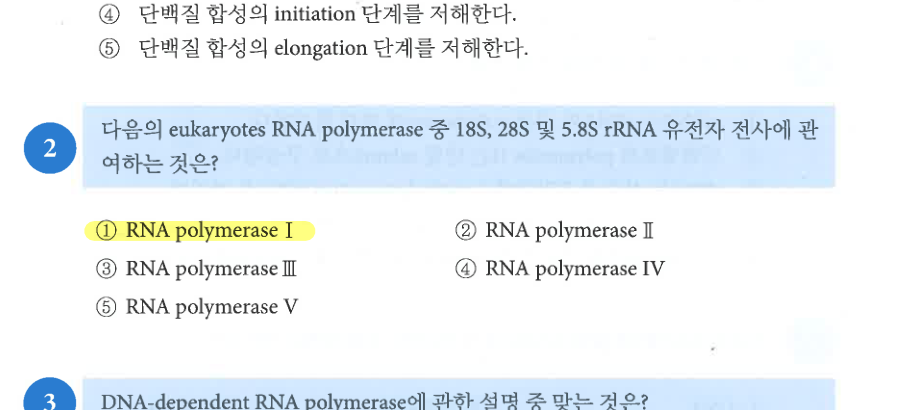 ④ 단백질 합성의 initiation 단계를 저해한다.
⑤ 단백질 합성의 elongation 단계를 저해한다.
2
다음의 eukaryotes RNA polymerase 중 18S, 28S 및 5.8S rRNA 유전자 전사에 관
여하는 것은?
① RNA polymerase Ⅰ
② RNA polymerase Ⅱ
③ RNA polymerase Ⅲ
④ RNA polymerase IV
⑤ RNA polymerase V
3
DNA-dependent RNA polymerase에 관한 설명 중 맞는 것은?